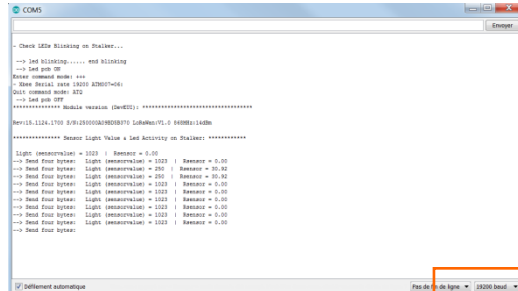 COM5
Envoyer
- Check LEDs Blinking on Stalker...
--> led blinking...... end blinking
--> Led pcb ON
Enter command mode: +++
- Xbee Serial rate 19200 ATM007=06:
Quit command mode: ATQ
--> Led pcb OFF
*************** Module version (DevEUI): **********************************
Rev:15.1124.1700 S/N: LoRaWan:V1.0 868MHz:14dBm
*************** Sensor Light Value & Led Activity on Stalker: ************
Light (sensorvalue) = 1023 | Rsensor = 0.00
--> Send four bytes: Light (sensorvalue) = 1023 | Rsensor = 0.00
--> Send four bytes: Light (sensorvalue) = 250 | Rsensor = 30.92
--> Send four bytes: Light (sensorvalue) = 250 | Rsensor = 30.92
--> Send four bytes: Light (sensorvalue) = 1023 | Rsensor = 0.00
--> Send four bytes: Light (sensorvalue) = 1023 | Rsensor = 0.00
--> Send four bytes: Light (sensorvalue) = 1023 | Rsensor = 0.00
--> Send four bytes: Light (sensorvalue) = 1023 | Rsensor = 0.00
--> Send four bytes: Light (sensorvalue) = 1023 | Rsensor = 0.00
--> Send four bytes: Light (sensorvalue) = 1023 | Rsensor = 0.00
--> Send four bytes:
Défilement automatique
Pas de fin de ligne
19200 baud